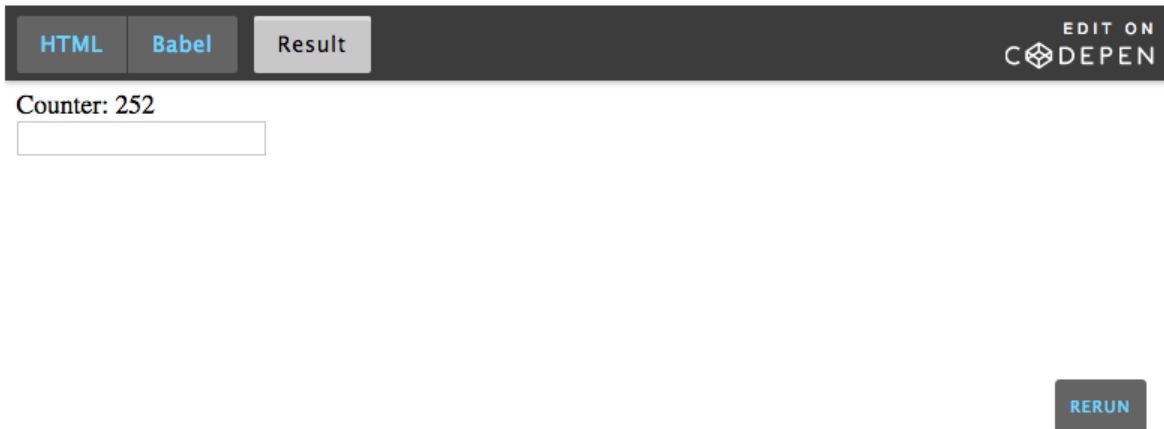 HTML Babel Result
EDIT ON
CODEPEN
Counter: 252
RERUN